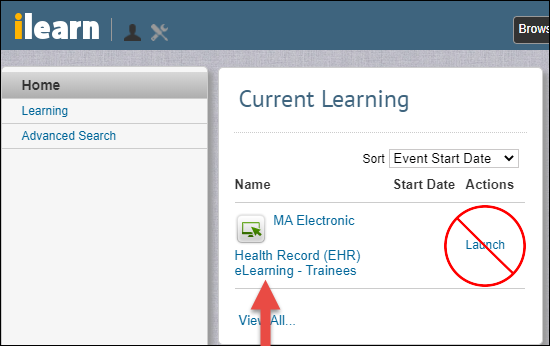 ilearn
Brows
Home
Learning
Advanced Search
Current Learning
Sort Event Start Date
Name Start Date Actions
MA Electronic
Health Record (EHR)
eLearning - Trainees
Launch
View All...